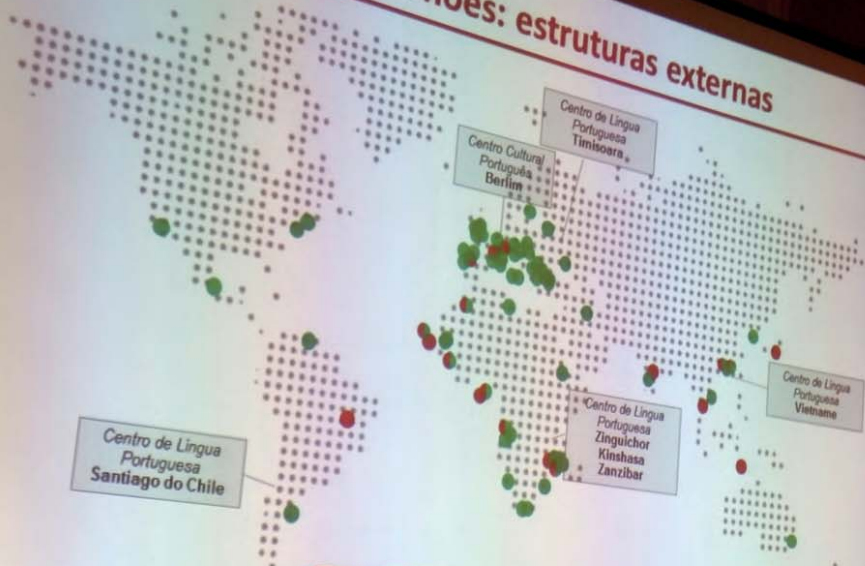 estruturas externas
Centro de Língua
Portuguesa
Timisoara
Centro Cultural
Português
Berlim
Centro de Língua
Portuguesa
Vietname
Centro de Língua
Portuguesa
Zinguichor
Kinshasa
Zanzibar
Centro de Língua
Portuguesa
Santiago do Chile